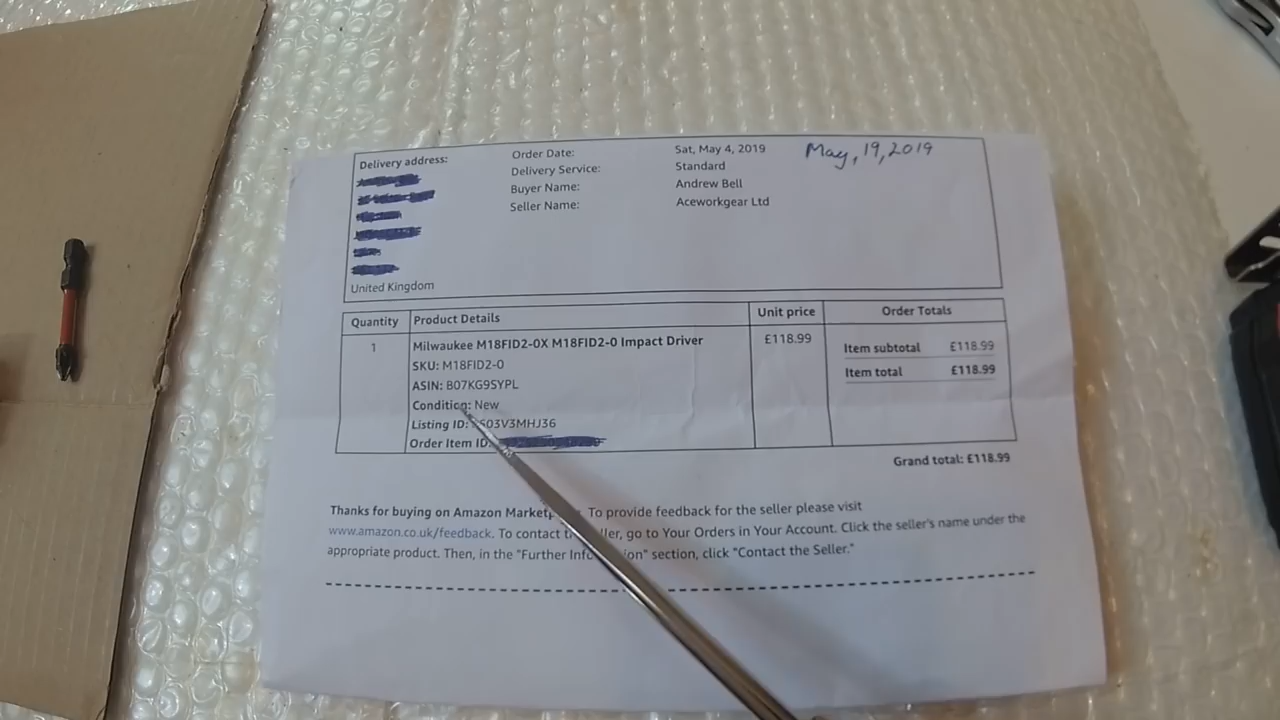 Delivery address:
United Kingdom
Order Date: Sat, May 4, 2019
Delivery Service: Standard
Buyer Name: Andrew Bell
Seller Name: Aceworkgear Ltd
May, 19, 2019
Quantity Product Details Unit price Order Totals
1 Milwaukee M18FID2-0X M18FID2-0 Impact Driver £118.99
SKU: M18FID2-0
ASIN: B07KG9SYPL
Condition: New
Listing ID:
Order Item ID:
Item subtotal £118.99
Item total £118.99
Grand total: £118.99
Thanks for buying on Amazon To provide feedback for the seller please visit
www.amazon.co.uk/feedback. To contact go to Your Orders in Your Account. Click the seller's name under the
appropriate product. Then, in the "Further section, click "Contact the Seller."